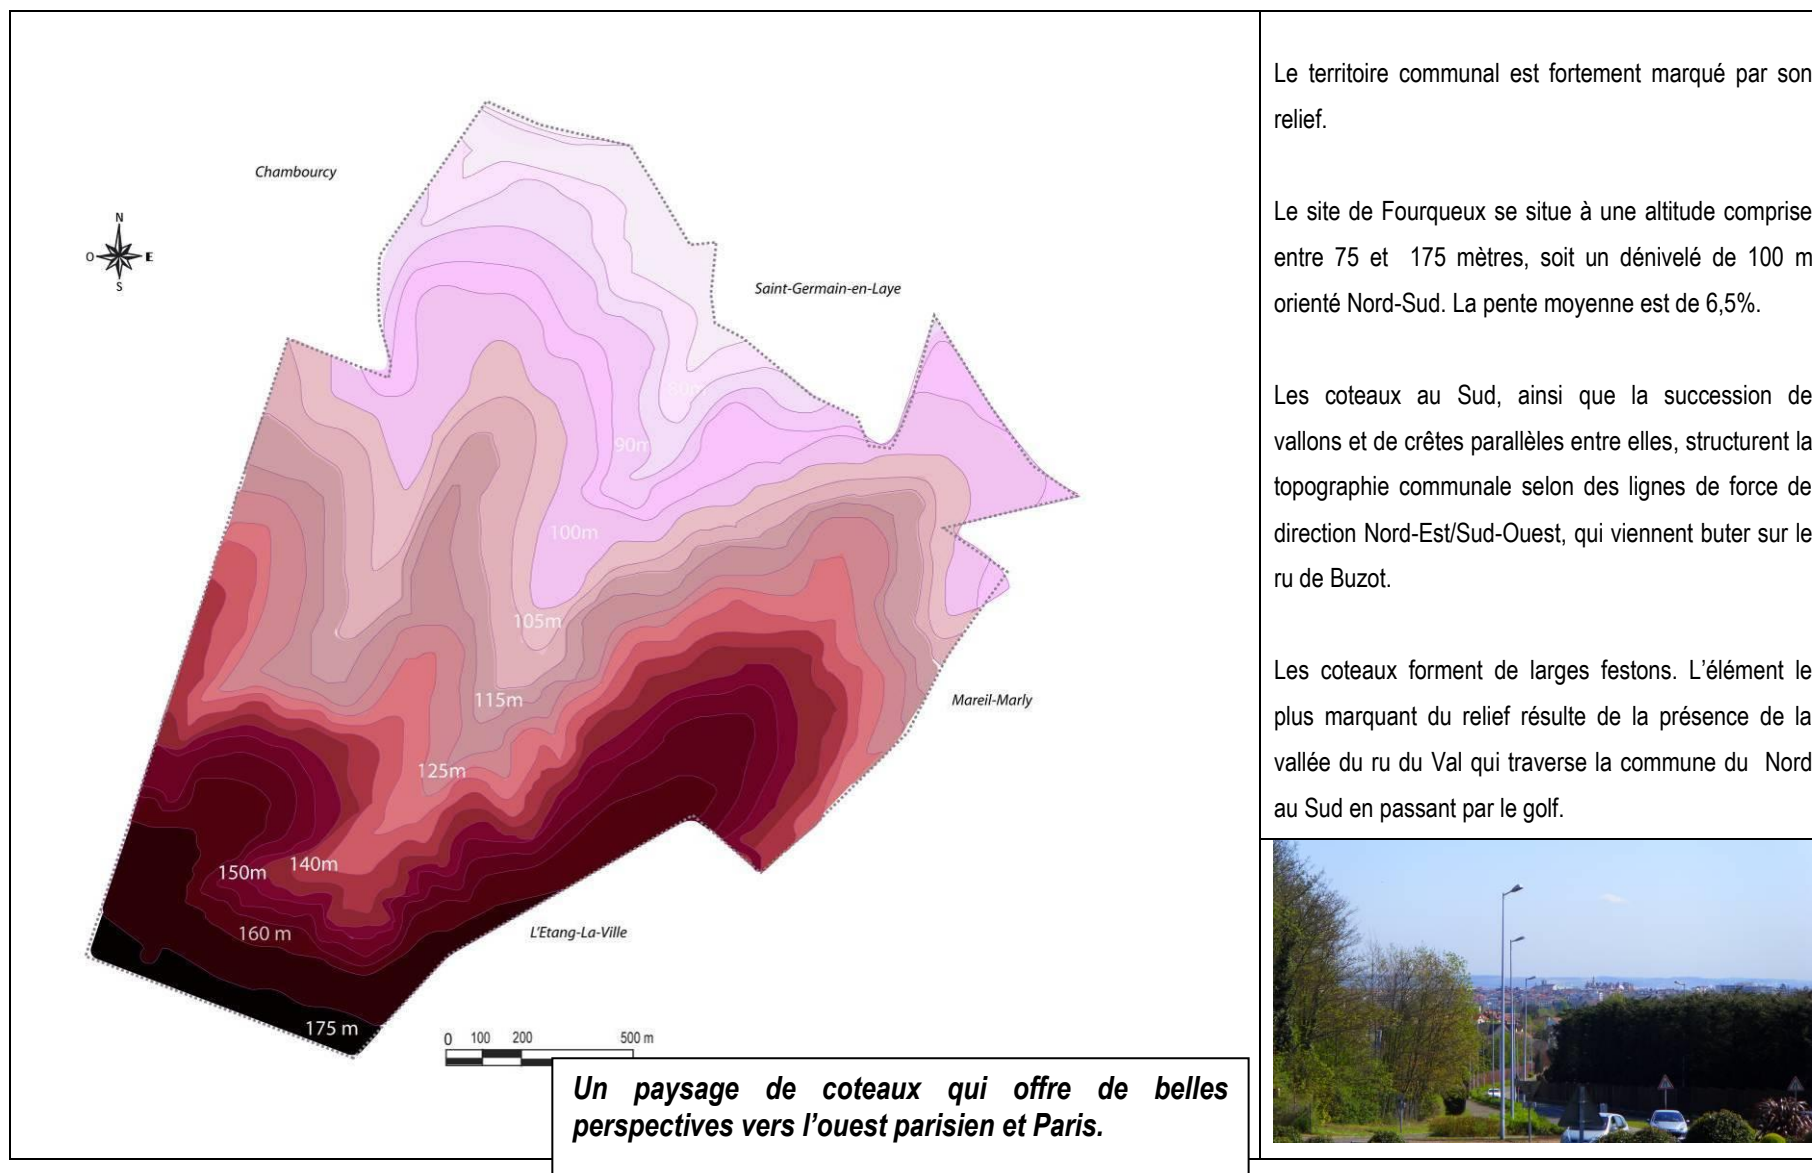 Chambourcy
N
O E
S
Saint-Germain-en-Laye
80m
90m
100m
105m
115m
Mareil-Marly
125m
140m
150m
160 m
L'Etang-La-Ville
175 m
0 100 200 500 m
Un paysage de coteaux qui offre de belles
perspectives vers l'ouest parisien et Paris.
Le territoire communal est fortement marqué par son
relief.
Le site de Fourqueux se situe à une altitude comprise
entre 75 et 175 mètres, soit un dénivelé de 100 m
orienté Nord-Sud. La pente moyenne est de 6,5%.
Les coteaux au Sud, ainsi que la succession de
vallons et de crêtes parallèles entre elles, structurent la
topographie communale selon des lignes de force de
direction Nord-Est/Sud-Ouest, qui viennent buter sur le
ru de Buzot.
Les coteaux forment de larges festons. L'élément le
plus marquant du relief résulte de la présence de la
vallée du ru du Val qui traverse la commune du Nord
au Sud en passant par le golf.